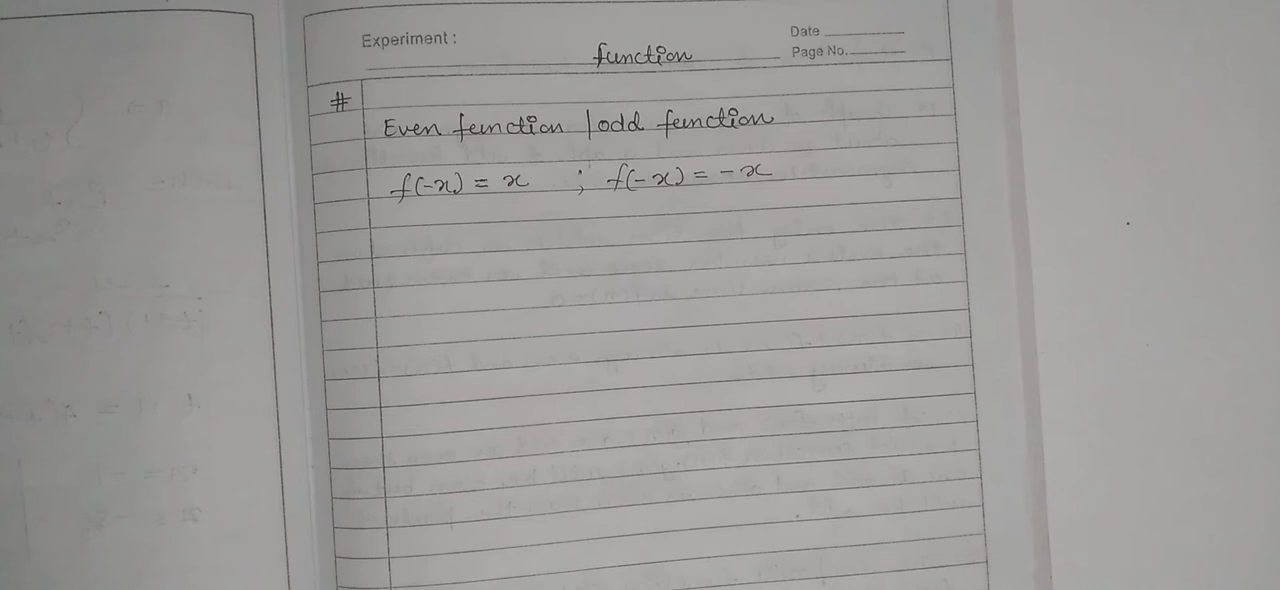 Experiment :
Date
function
Page No.
#
Even function | odd function
f(-x) = x ; f(-x) = -x